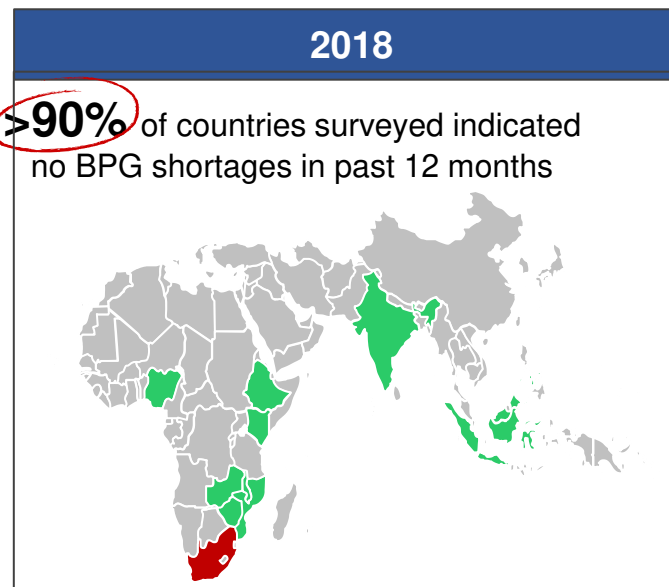 2018
>90% of countries surveyed indicated
no BPG shortages in past 12 months